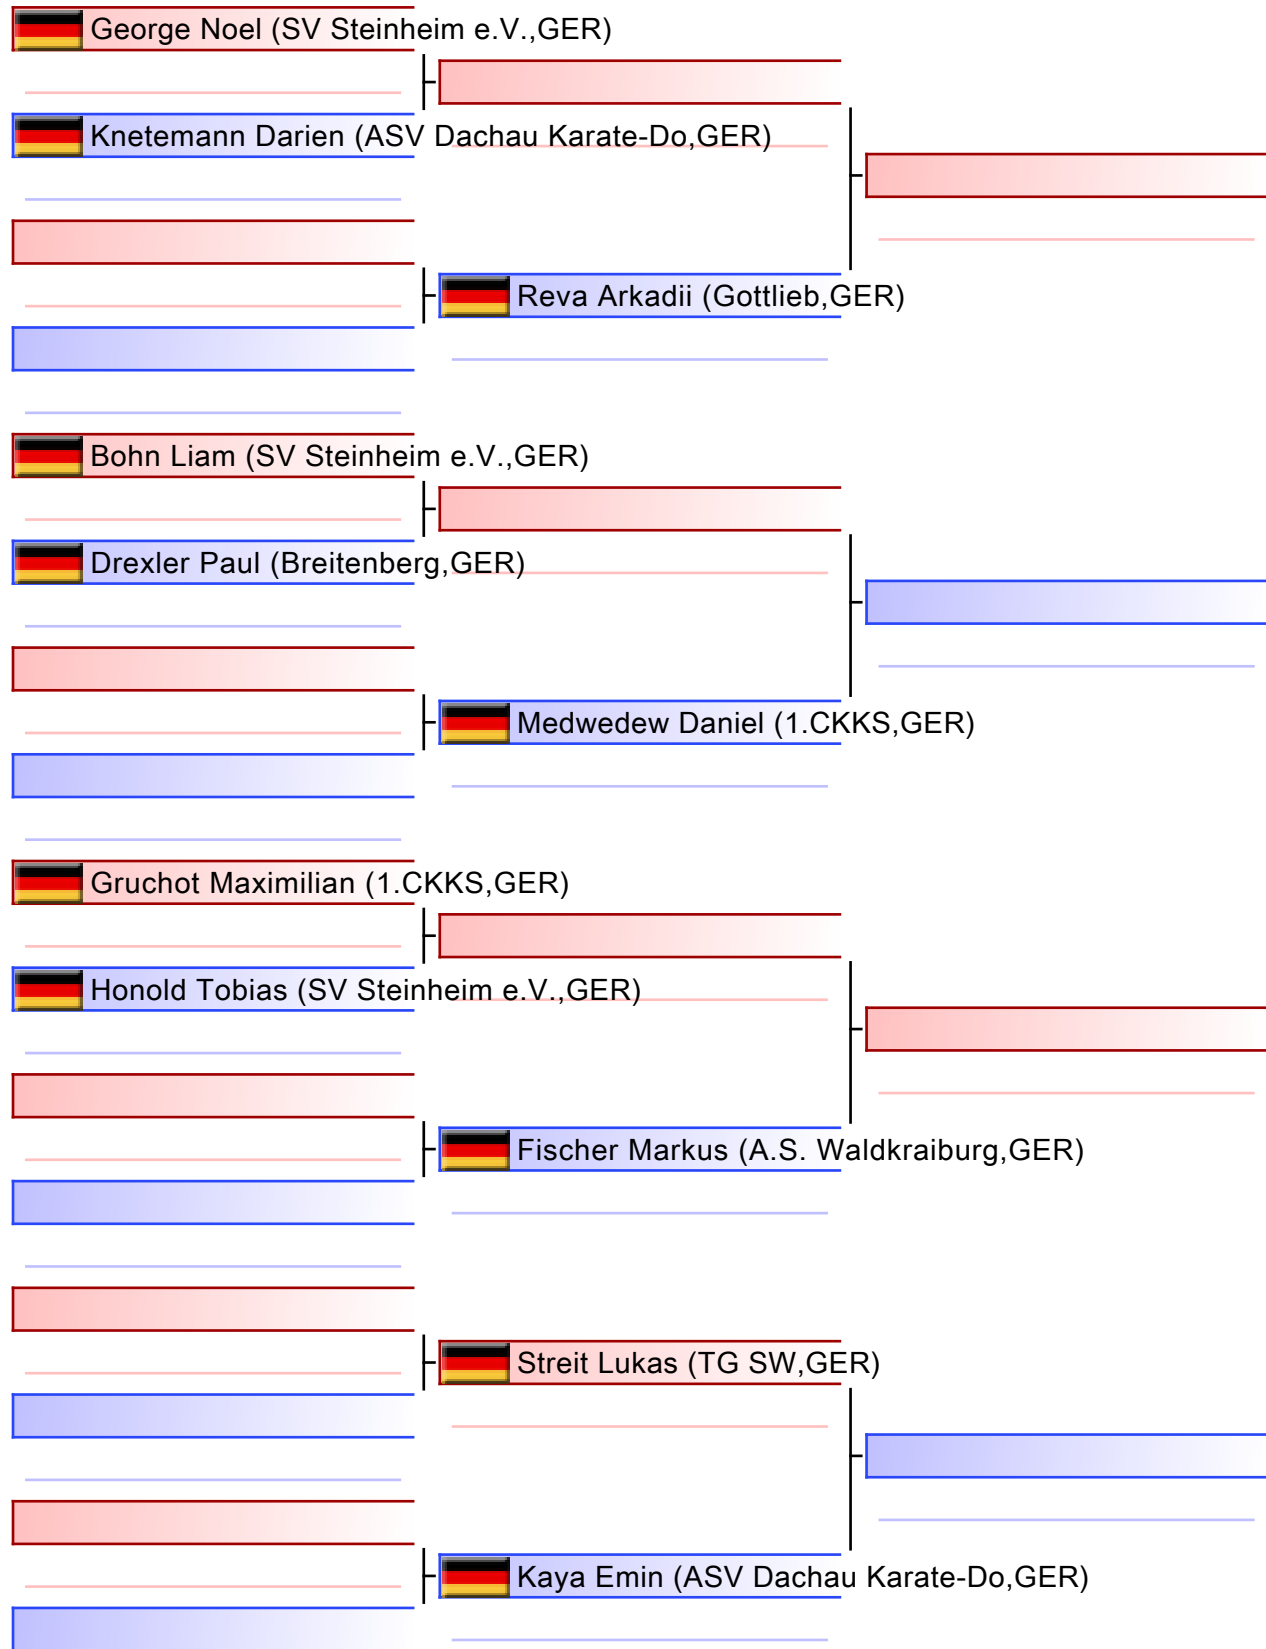 George Noel (SV Steinheim e.V.,GER)
Knetemann Darien (ASV Dachau Karate-Do,GER)
Reva Arkadii (Gottlieb,GER)
Bohn Liam (SV Steinheim e.V.,GER)
Drexler Paul (Breitenberg,GER)
Medwedew Daniel (1.CKKS,GER)
Gruchot Maximilian (1.CKKS,GER)
Honold Tobias (SV Steinheim e.V.,GER)
Fischer Markus (A.S. Waldkraiburg,GER)
Streit Lukas (TG SW,GER)
Kaya Emin (ASV Dachau Karate-Do,GER)